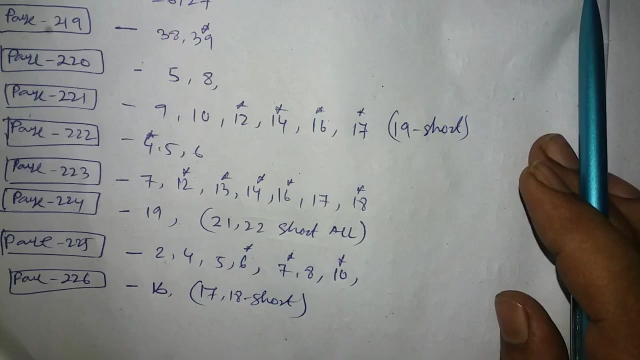 Page-219 - 38, 39*
Page-220 - 5, 8,
Page-221 - 9, 10, 12*, 14*, 16*, 17* (19-short)
Page-222 - 4*, 5, 6
Page-223 - 7, 12*, 13*, 14*, 16*, 17, 18*
Page-224 - 19, (21, 22 short ALL)
Page-225 - 2, 4, 5, 6*, 7*, 8, 10*,
Page-226 - 16, (17, 18-short)